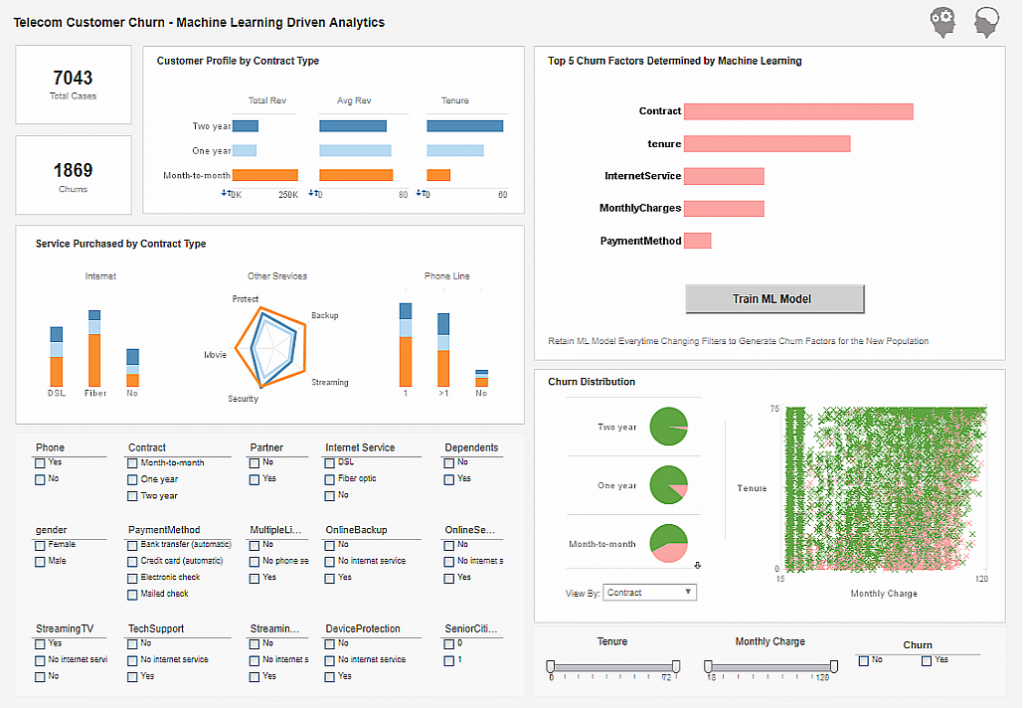 Telecom Customer Churn - Machine Learning Driven Analytics
7043
Total Cases
1869
Churns
Customer Profile by Contract Type
Total Rev Avg Rev Tenure
Two year
One year
Month-to-month
0K 250K 0 80 0 60
Service Purchased by Contract Type
Internet Other Srevices Phone Line
Protect
Backup
Movie
Streaming
Security
DSL Fiber No
1 >1 No
Top 5 Churn Factors Determined by Machine Learning
Contract
tenure
InternetService
MonthlyCharges
PaymentMethod
Train ML Model
Retain ML Model Everytime Changing Filters to Generate Churn Factors for the New Population
Churn Distribution
Two year
One year
Month-to-month
View By: Contract
75
Tenure
0
15 120
Monthly Charge
Phone Contract Partner Internet Service Dependents
Yes Month-to-month No DSL No
No One year Yes Fiber optic Yes
Two year No
gender PaymentMethod MultipleLi... OnlineBackup OnlineSe...
Female Bank transfer (automatic) No No No
Male Credit card (automatic) No phone se No internet service No internet s
Electronic check Yes Yes Yes
Mailed check
StreamingTV TechSupport Streamin... DeviceProtection SeniorCiti...
Yes No No No 0
No internet servi No internet service No internet s No internet service 1
No Yes Yes Yes
Tenure Monthly Charge Churn
No Yes
0 72 18 120